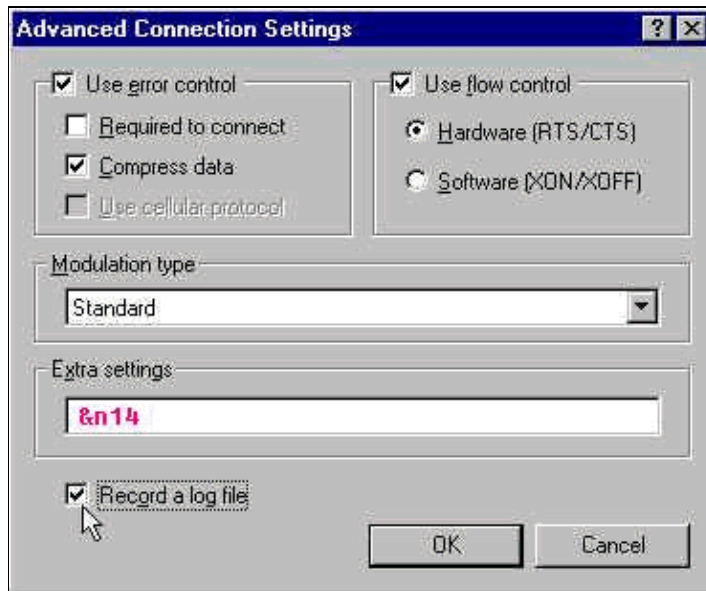 Advanced Connection Settings
Use error control
Required to connect
Compress data
Use cellular protocol
Use flow control
Hardware (RTS/CTS)
Software (XON/XOFF)
Modulation type
Standard
Extra settings
&n14
Record a log file
OK Cancel